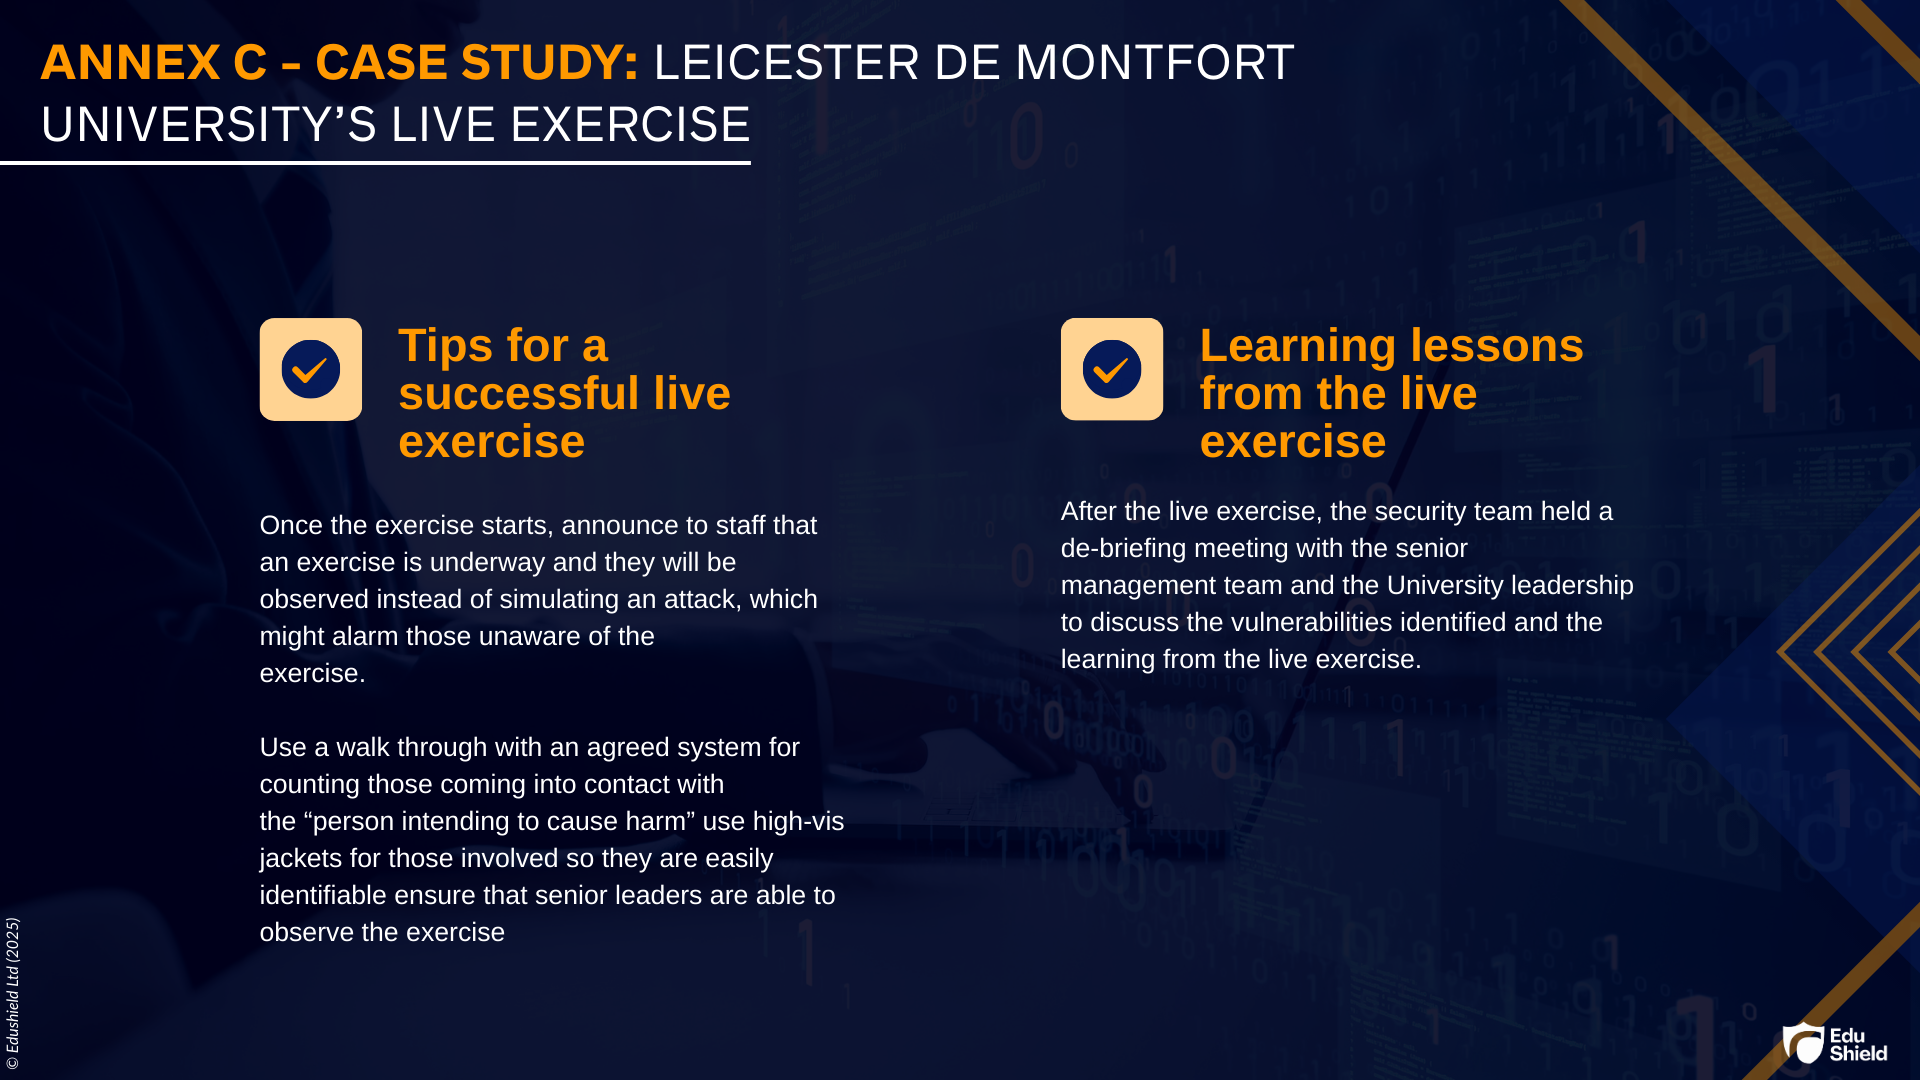 ANNEX C – CASE STUDY: LEICESTER DE MONTFORT
UNIVERSITY’S LIVE EXERCISE
Tips for a
successful live
exercise
Once the exercise starts, announce to staff that
an exercise is underway and they will be
observed instead of simulating an attack, which
might alarm those unaware of the
exercise.
Use a walk through with an agreed system for
counting those coming into contact with
the “person intending to cause harm” use high-vis
jackets for those involved so they are easily
identifiable ensure that senior leaders are able to
observe the exercise
Learning lessons
from the live
exercise
After the live exercise, the security team held a
de-briefing meeting with the senior
management team and the University leadership
to discuss the vulnerabilities identified and the
learning from the live exercise.
© Edushield Ltd (2025)
Edu
Shield